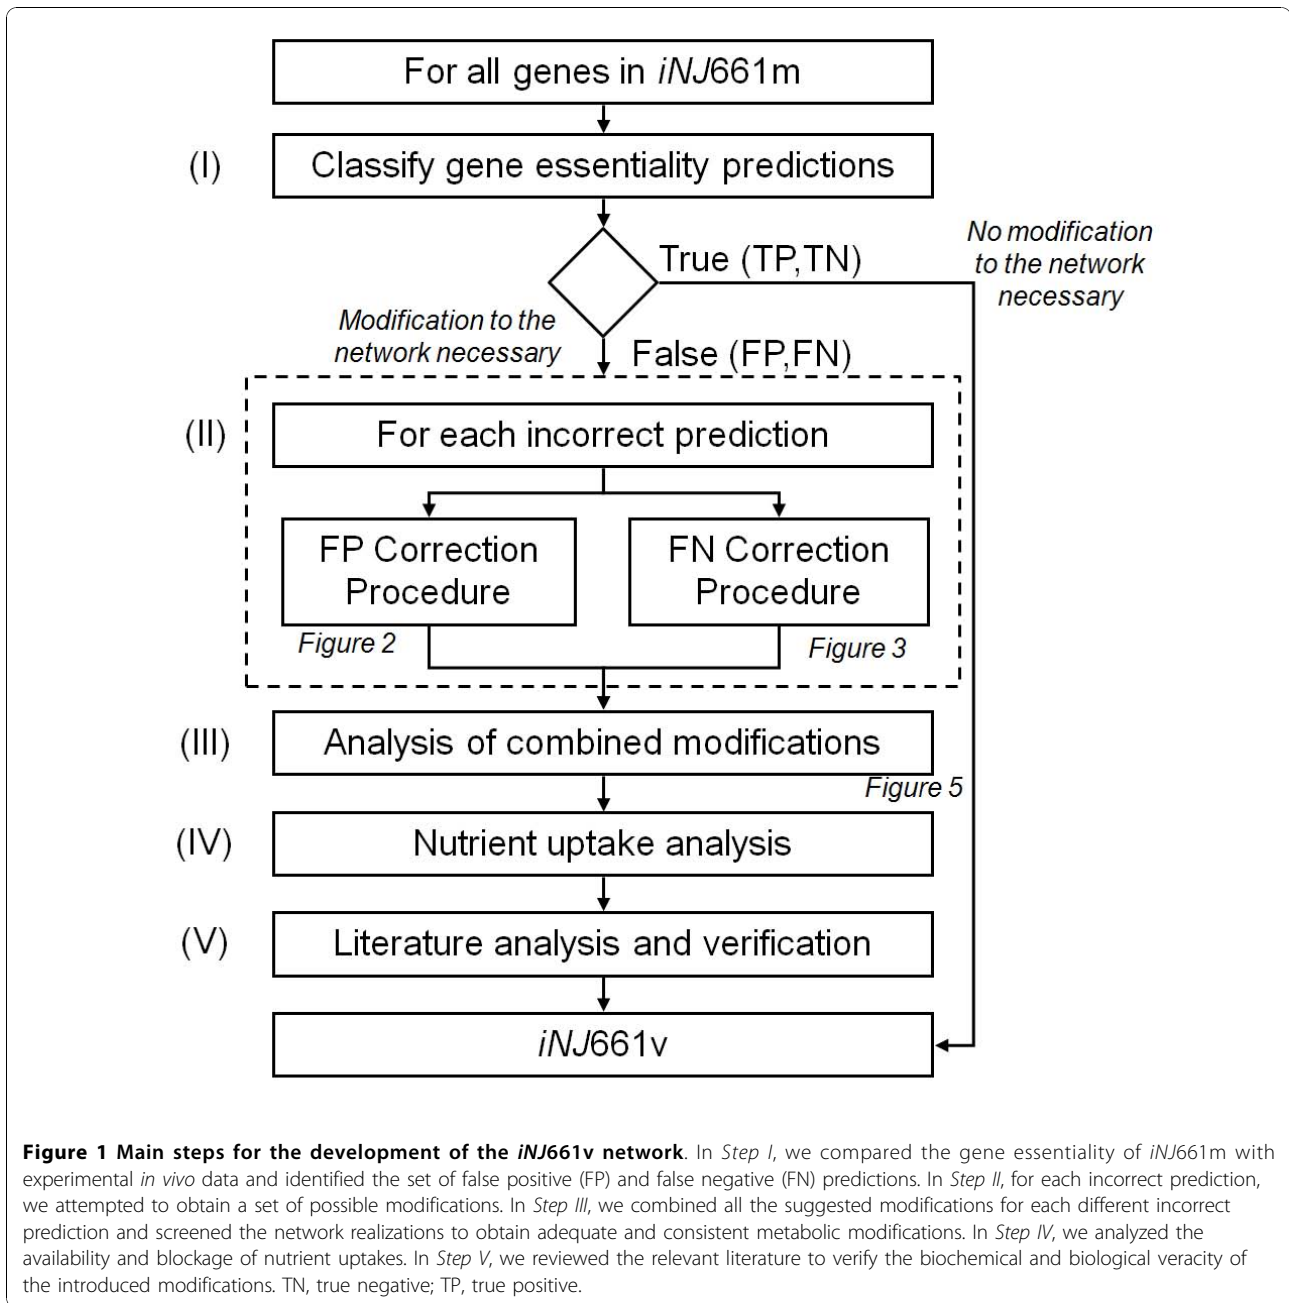 For all genes in iNJ661m
(I)
Classify gene essentiality predictions
True (TP,TN)
No modification
to the network
necessary
Modification to the
network necessary
False (FP,FN)
(II)
For each incorrect prediction
FP Correction
Procedure
FN Correction
Procedure
Figure 2
Figure 3
(III)
Analysis of combined modifications
Figure 5
(IV)
Nutrient uptake analysis
(V)
Literature analysis and verification
iNJ661v
Figure 1 Main steps for the development of the iNJ661v network. In Step I, we compared the gene essentiality of iNJ661m with
experimental in vivo data and identified the set of false positive (FP) and false negative (FN) predictions. In Step II, for each incorrect prediction,
we attempted to obtain a set of possible modifications. In Step III, we combined all the suggested modifications for each different incorrect
prediction and screened the network realizations to obtain adequate and consistent metabolic modifications. In Step IV, we analyzed the
availability and blockage of nutrient uptakes. In Step V, we reviewed the relevant literature to verify the biochemical and biological veracity of
the introduced modifications. TN, true negative; TP, true positive.